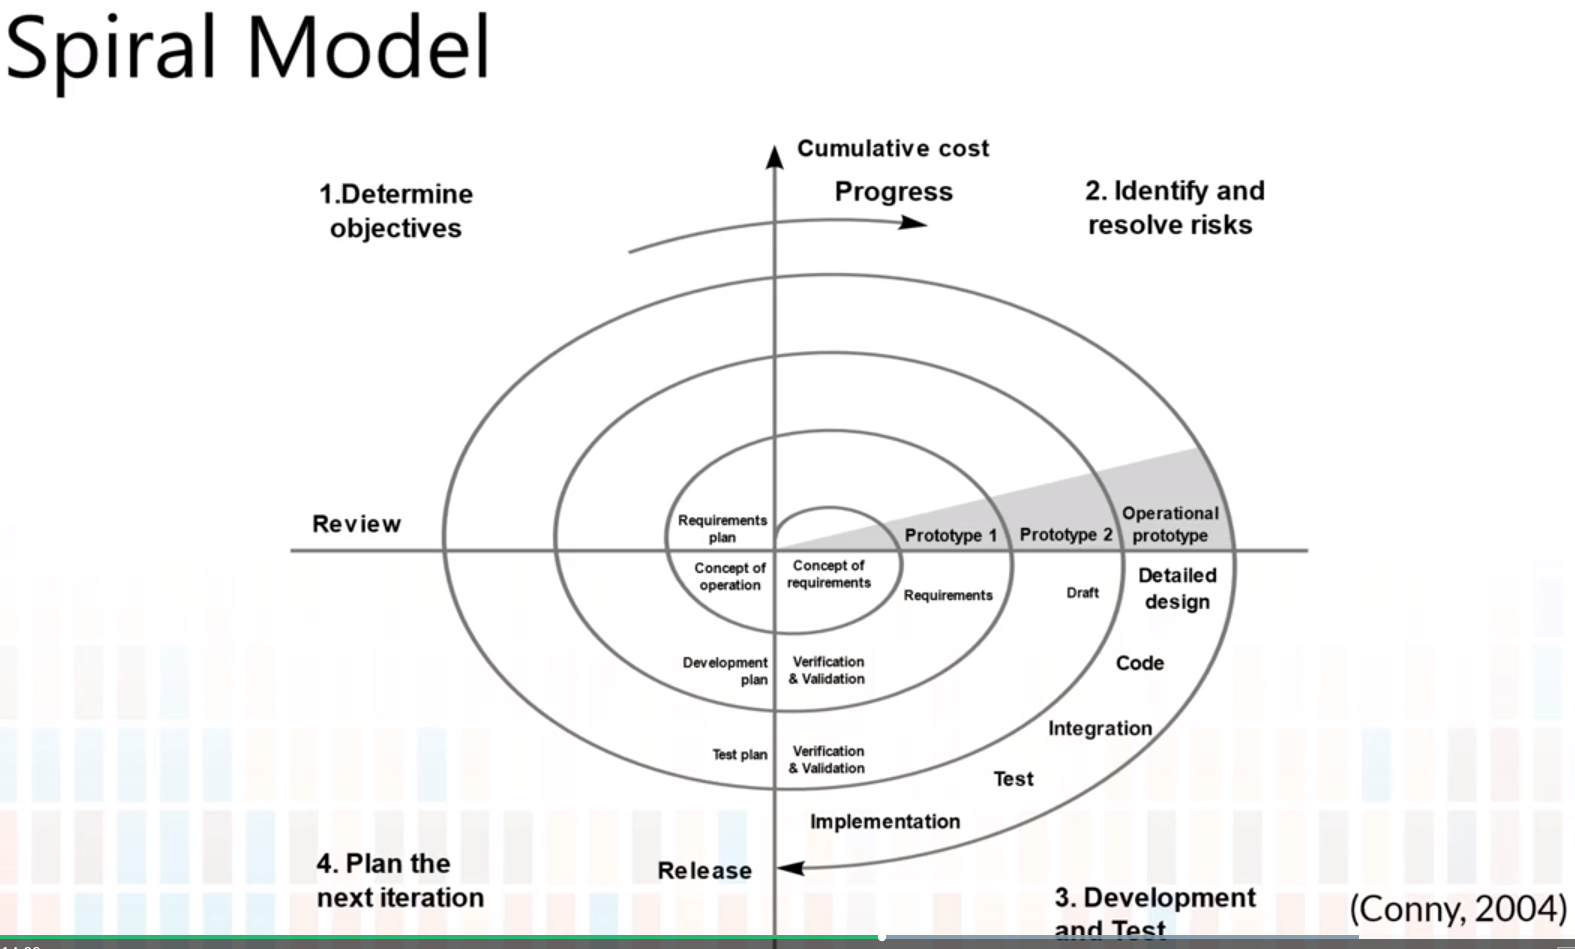 Spiral Model
Cumulative cost
Progress
1.Determine
objectives
2. Identify and
resolve risks
Review
Requirements
plan
Prototype 1
Prototype 2
Operational
prototype
Concept of
operation
Concept of
requirements
Requirements
Draft
Detailed
design
Code
Development
plan
Verification
& Validation
Integration
Test plan
Verification
& Validation
Test
Implementation
4. Plan the
next iteration
Release
3. Development
and Test
(Conny, 2004)